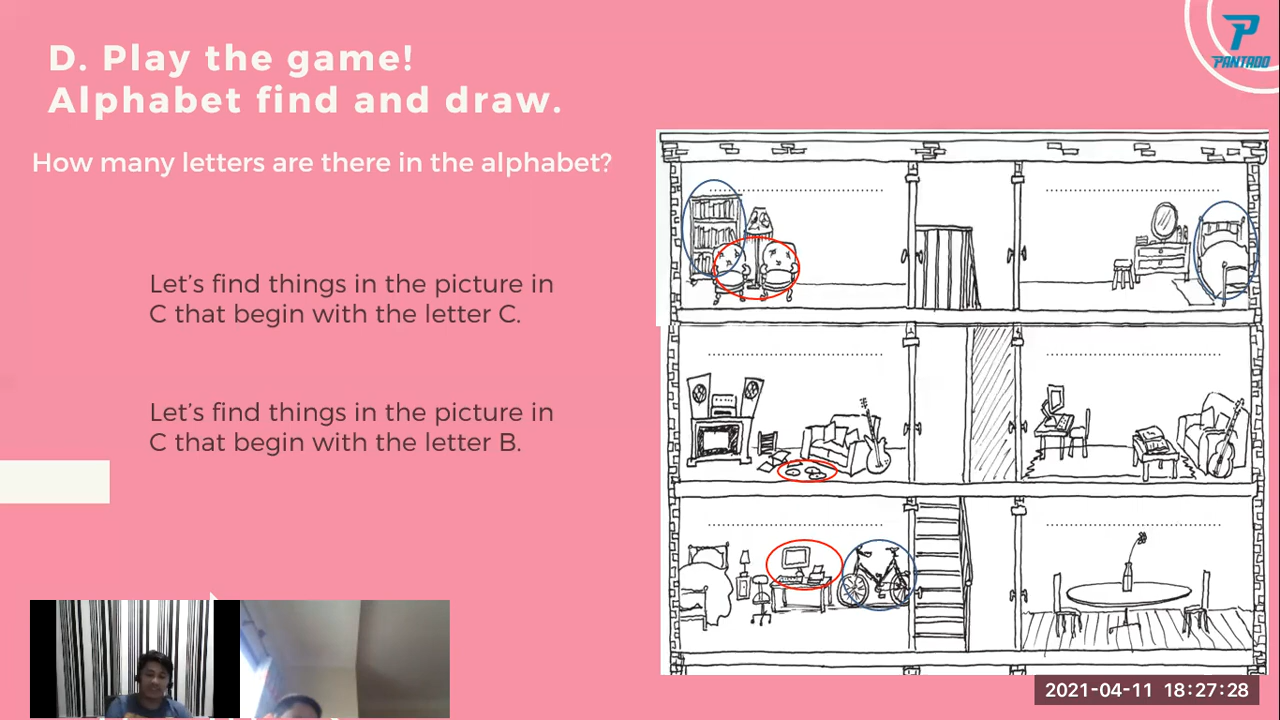 D. Play the game!
Alphabet find and draw.
How many letters are there in the alphabet?
Let's find things in the picture in
C that begin with the letter C.
Let's find things in the picture in
C that begin with the letter B.
PANTADO
2021-04-11 18:27:28